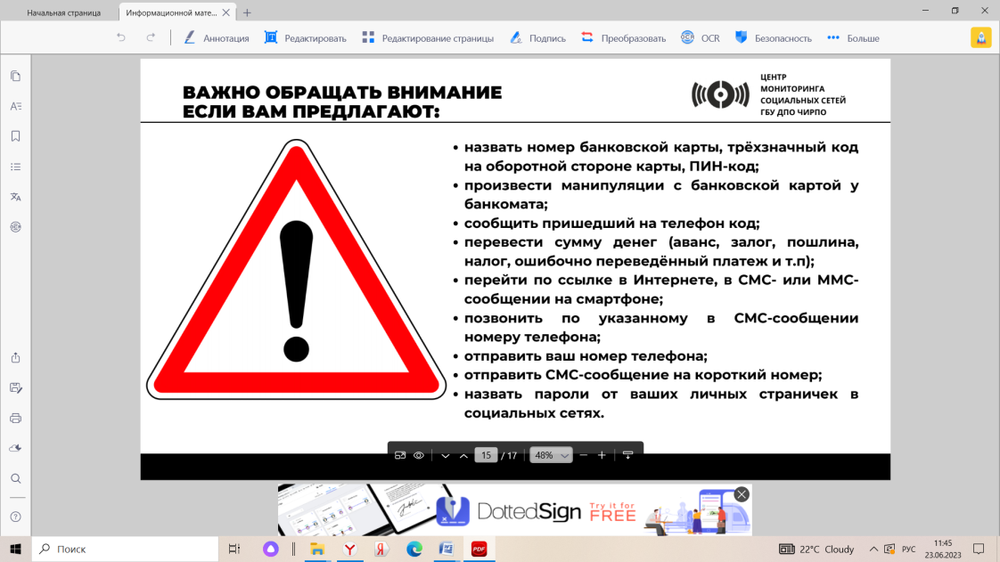 Начальная страница
Информационной мате...
Аннотация
Редактировать
Редактирование страницы
Подпись
Преобразовать
OCR
Безопасность
Больше
ВАЖНО ОБРАЩАТЬ ВНИМАНИЕ
ЕСЛИ ВАМ ПРЕДЛАГАЮТ:
ЦЕНТР
МОНИТОРИНГА
СОЦИАЛЬНЫХ СЕТЕЙ
ГБУ ДПО ЧИРПО
• назвать номер банковской карты, трёхзначный код
на оборотной стороне карты, ПИН-код;
• произвести манипуляции с банковской картой у
банкомата;
• сообщить пришедший на телефон код;
• перевести сумму денег (аванс, залог, пошлина,
налог, ошибочно переведённый платеж и т.п);
• перейти по ссылке в Интернете, в СМС- или ММС-
сообщении на смартфоне;
• позвонить по указанному в СМС-сообщении
номеру телефона;
• отправить ваш номер телефона;
• отправить СМС-сообщение на короткий номер;
• назвать пароли от ваших личных страничек в
социальных сетях.
15 / 17
48%
DottedSign
Try it for
FREE
Поиск
PDF
22°C Cloudy
РУС
11:45
23.06.2023